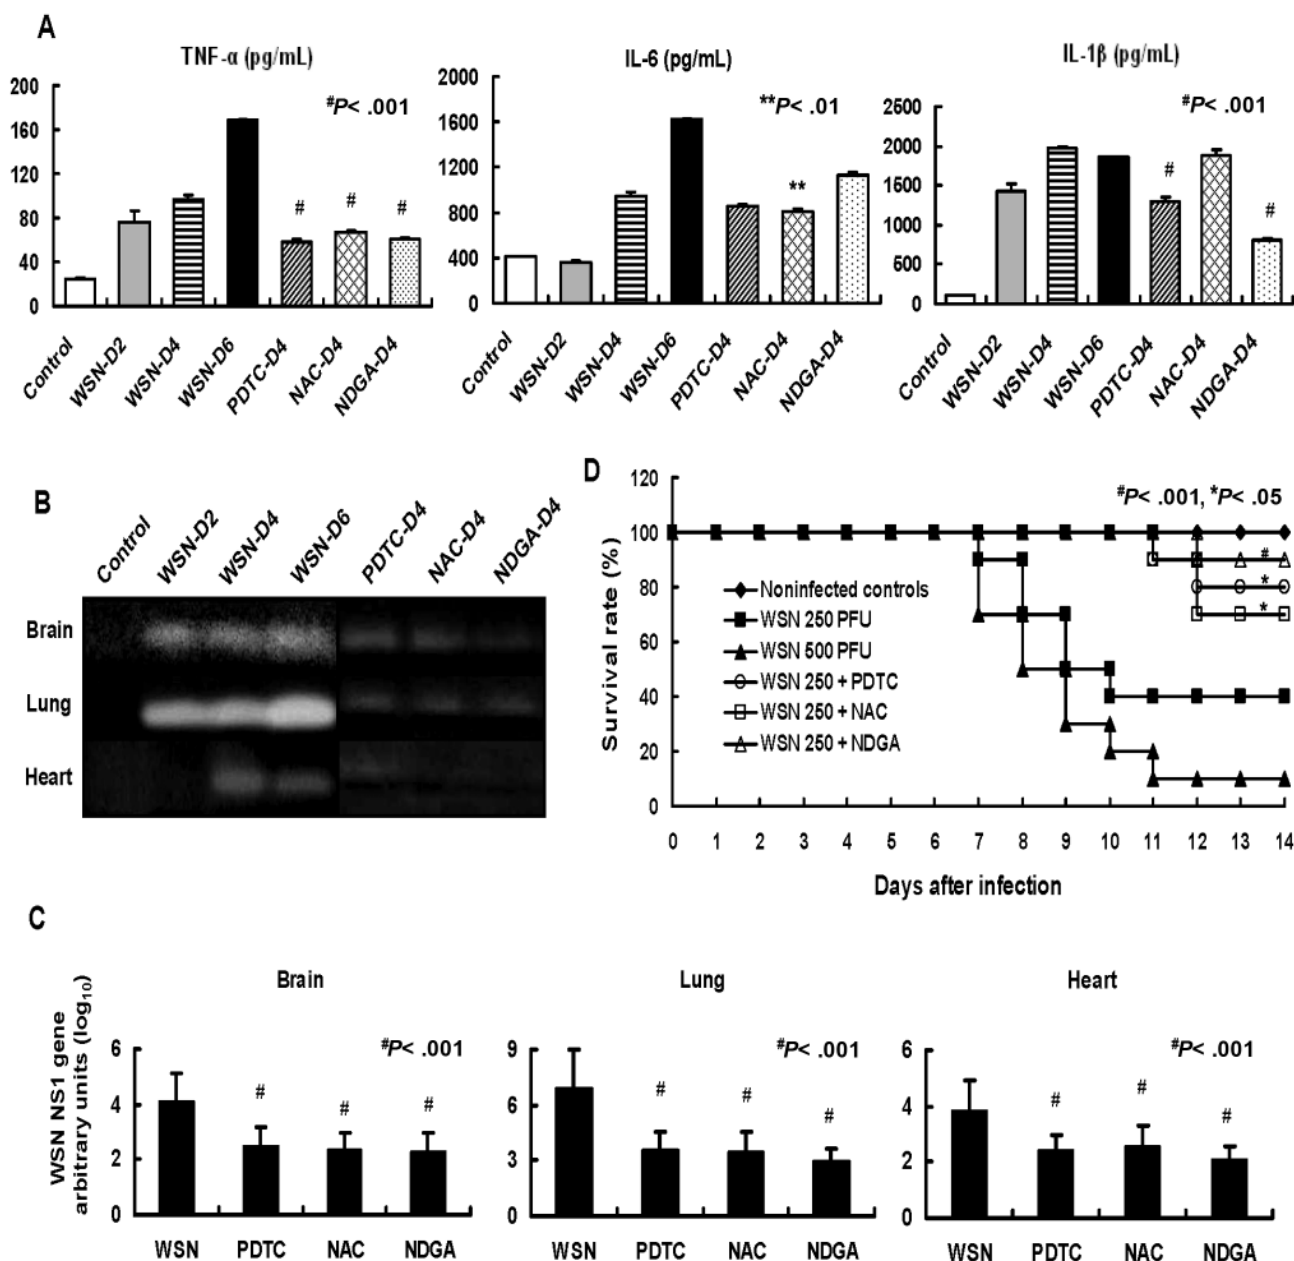 A
TNF-α (pg/mL)
#P< .001
200
160
120
80
40
0
Control
WSN-D2
WSN-D4
WSN-D6
PDTC-D4
NAC-D4
NDGA-D4
# # #
IL-6 (pg/mL)
**P< .01
2000
1600
1200
800
400
0
Control
WSN-D2
WSN-D4
WSN-D6
PDTC-D4
NAC-D4
NDGA-D4
**
IL-1β (pg/mL)
#P< .001
2500
2000
1500
1000
500
0
Control
WSN-D2
WSN-D4
WSN-D6
PDTC-D4
NAC-D4
NDGA-D4
# #
B
Control
WSN-D2
WSN-D4
WSN-D6
PDTC-D4
NAC-D4
NDGA-D4
Brain
Lung
Heart
D
#P< .001, *P< .05
Survival rate (%)
120
100
80
60
40
20
0
#
*
*
Noninfected controls
WSN 250 PFU
WSN 500 PFU
WSN 250 + PDTC
WSN 250 + NAC
WSN 250 + NDGA
0 1 2 3 4 5 6 7 8 9 10 11 12 13 14
Days after infection
C
WSN NS1 gene
arbitrary units (log10)
Brain
#P< .001
6
4
2
0
# # #
WSN PDTC NAC NDGA
Lung
#P< .001
9
6
3
0
# # #
WSN PDTC NAC NDGA
Heart
#P< .001
6
4
2
0
# # #
WSN PDTC NAC NDGA